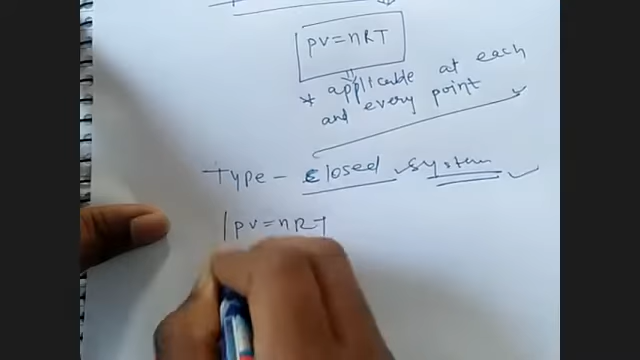 PV=nRT
* applicable at each
and every point
Type - closed system
PV=nRT